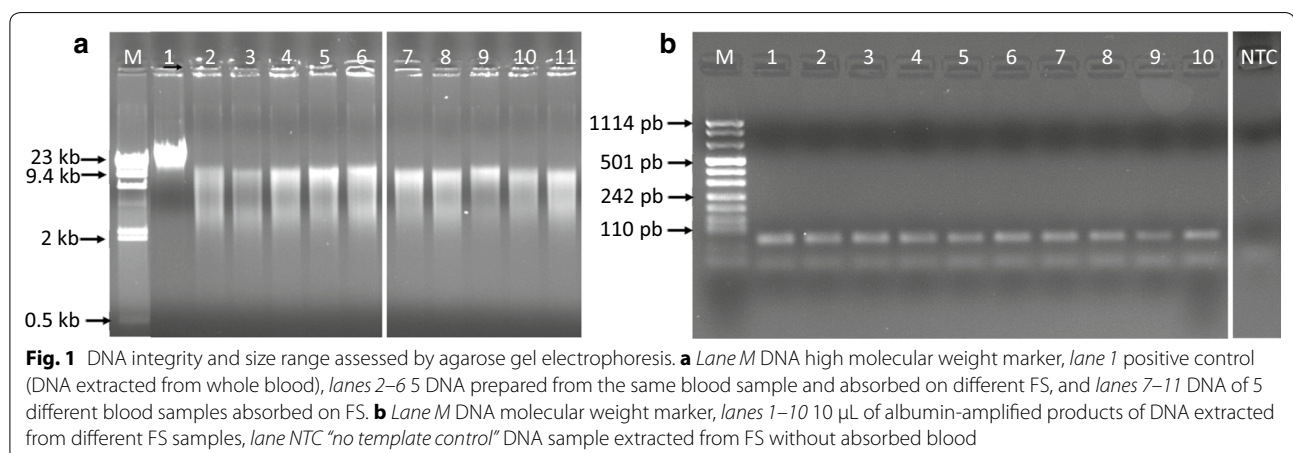 a
b
M 1 2 3 4 5 6 7 8 9 10 11
M 1 2 3 4 5 6 7 8 9 10 NTC
23 kb
9.4 kb
2 kb
0.5 kb
1114 pb
501 pb
242 pb
110 pb
Fig. 1 DNA integrity and size range assessed by agarose gel electrophoresis. a Lane M DNA high molecular weight marker, lane 1 positive control
(DNA extracted from whole blood), lanes 2–6 5 DNA prepared from the same blood sample and absorbed on different FS, and lanes 7–11 DNA of 5
different blood samples absorbed on FS. b Lane M DNA molecular weight marker, lanes 1–10 10 µL of albumin-amplified products of DNA extracted
from different FS samples, lane NTC “no template control” DNA sample extracted from FS without absorbed blood